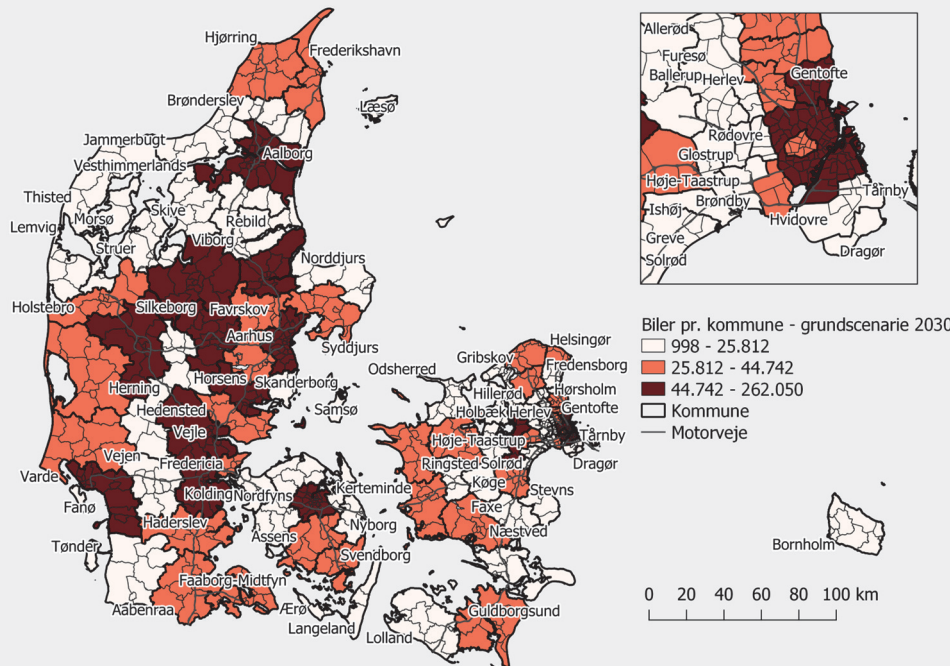 Hjørring
Frederikshavn
Brønderslev
Læsø
Jammerbugt
Aalborg
Vesthimmerlands
Thisted
Skive
Rebild
Morsø
Lemvig
Viborg
Struer
Norddjurs
Holstebro
Silkeborg
Favrskov
Aarhus
Syddjurs
Horsens
Skanderborg
Herning
Hedensted
Samsø
Vejle
Vejen
Fredericia
Varde
Kolding
Nordfyns
Kerteminde
Fanø
Haderslev
Assens
Nyborg
Tønder
Svendborg
Faaborg-Midtfyn
Aabenraa
Ærø
Langeland
Lolland
Guldborgsund
Helsingør
Gribskov
Fredensborg
Odsherred
Hørsholm
Hillerød
Gentofte
Holbæk
Herlev
Høje-Taastrup
Tårnby
Ringsted
Solrød
Dragør
Køge
Stevns
Faxe
Næstved
Bornholm
Allerød
Furesø
Gentofte
Ballerup
Herlev
Rødovre
Glostrup
Høje-Taastrup
Tårnby
Brøndby
Ishøj
Hvidovre
Greve
Dragør
Solrød
Biler pr. kommune - grundscenarie 2030
998 - 25.812
25.812 - 44.742
44.742 - 262.050
Kommune
Motorveje
0 20 40 60 80 100 km